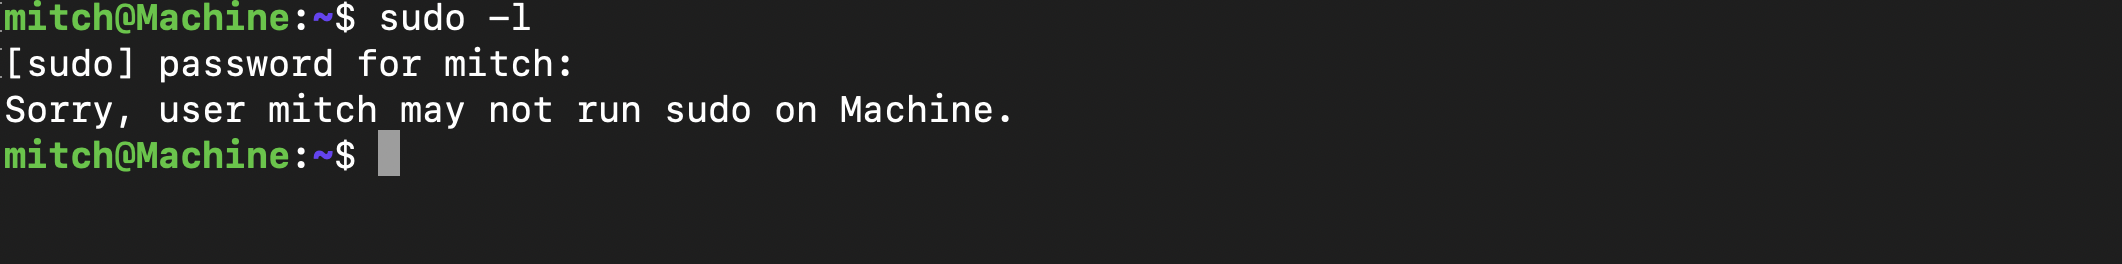 mitch@Machine:~$ sudo -l
[sudo] password for mitch:
Sorry, user mitch may not run sudo on Machine.
mitch@Machine:~$